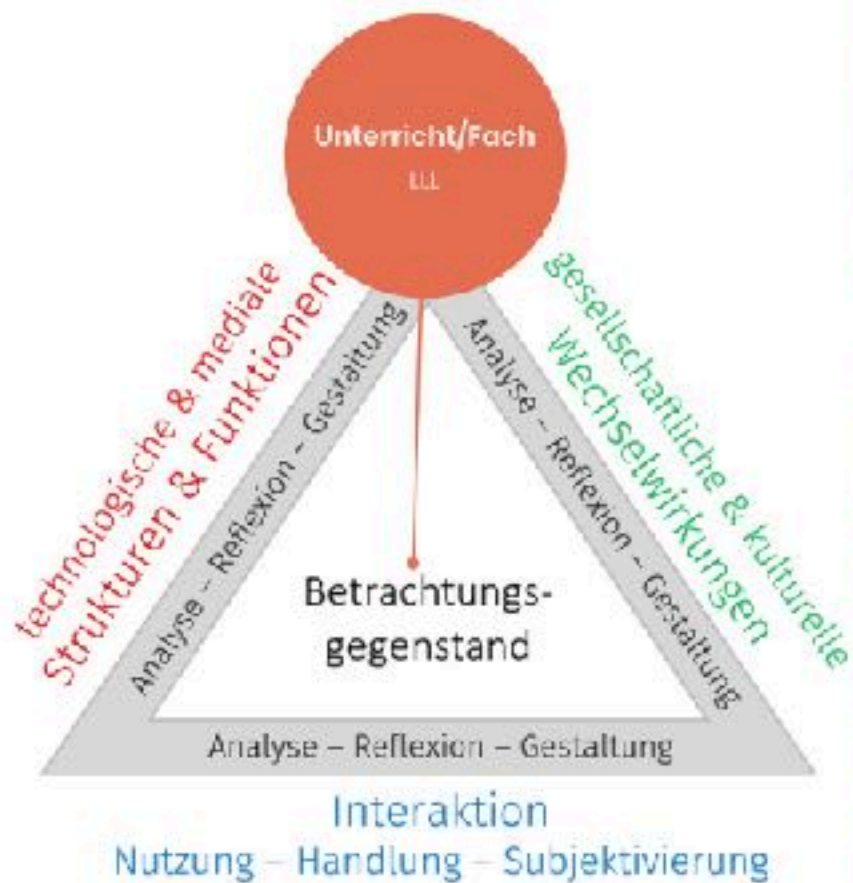 Unterricht/Fach
LLL
technologische & mediale
Strukturen & Funktionen
Analyse – Reflexion – Gestaltung
gesellschaftliche & kulturelle
Wechselwirkungen
Analyse – Reflexion – Gestaltung
Betrachtungs-
gegenstand
Analyse – Reflexion – Gestaltung
Interaktion
Nutzung – Handlung – Subjektivierung